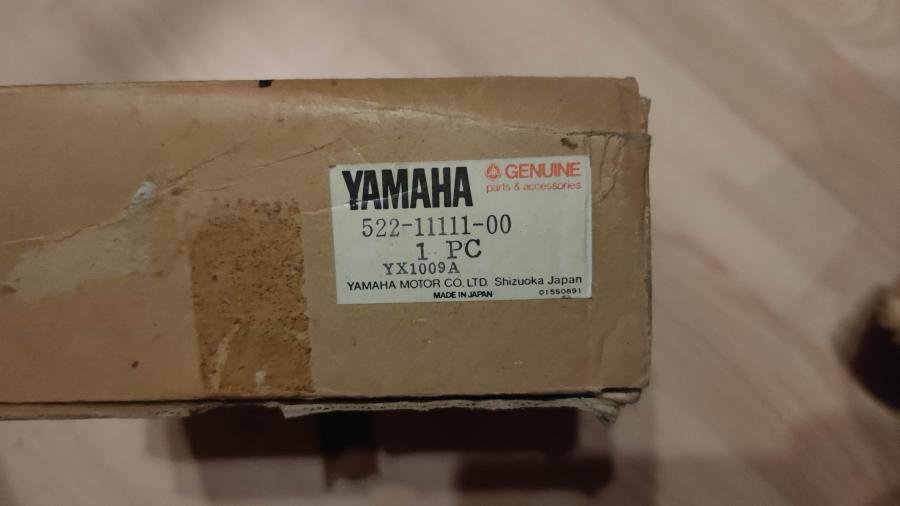 YAMAHA
GENUINE
parts & accessories
522-11111-00
1 PC
YX1009A
YAMAHA MOTOR CO. LTD. Shizuoka Japan
MADE IN JAPAN
01550891